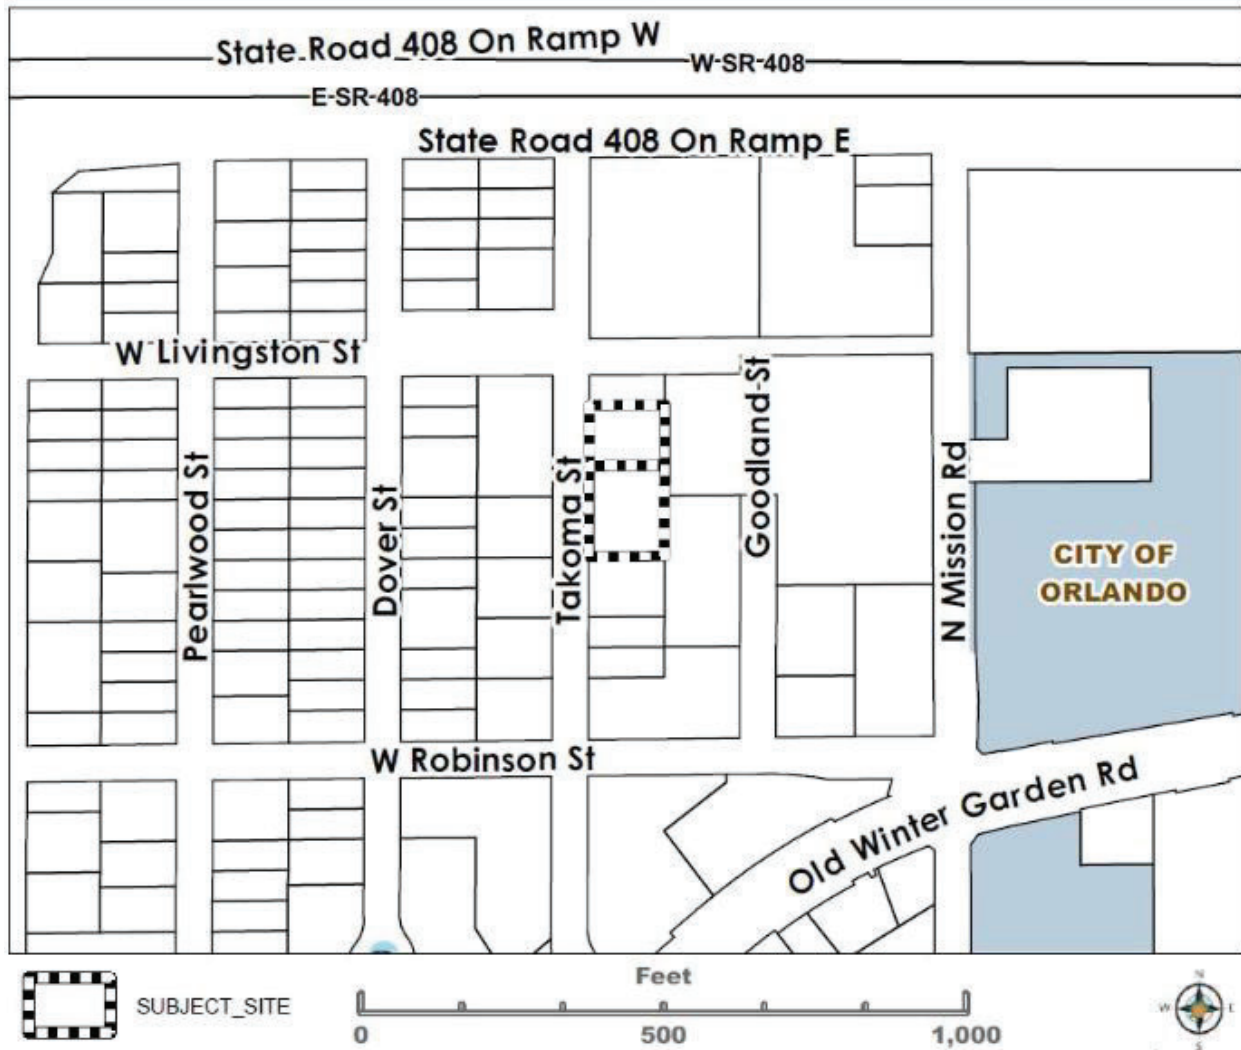 State Road 408 On Ramp W
W SR-408
E-SR-408
State Road 408 On Ramp E
W Livingston St
Pearlwood St
Dover St
Takoma St
Goodland St
N Mission Rd
CITY OF
ORLANDO
W Robinson St
Old Winter Garden Rd
SUBJECT_SITE
Feet
0 500 1,000
N
W E
S